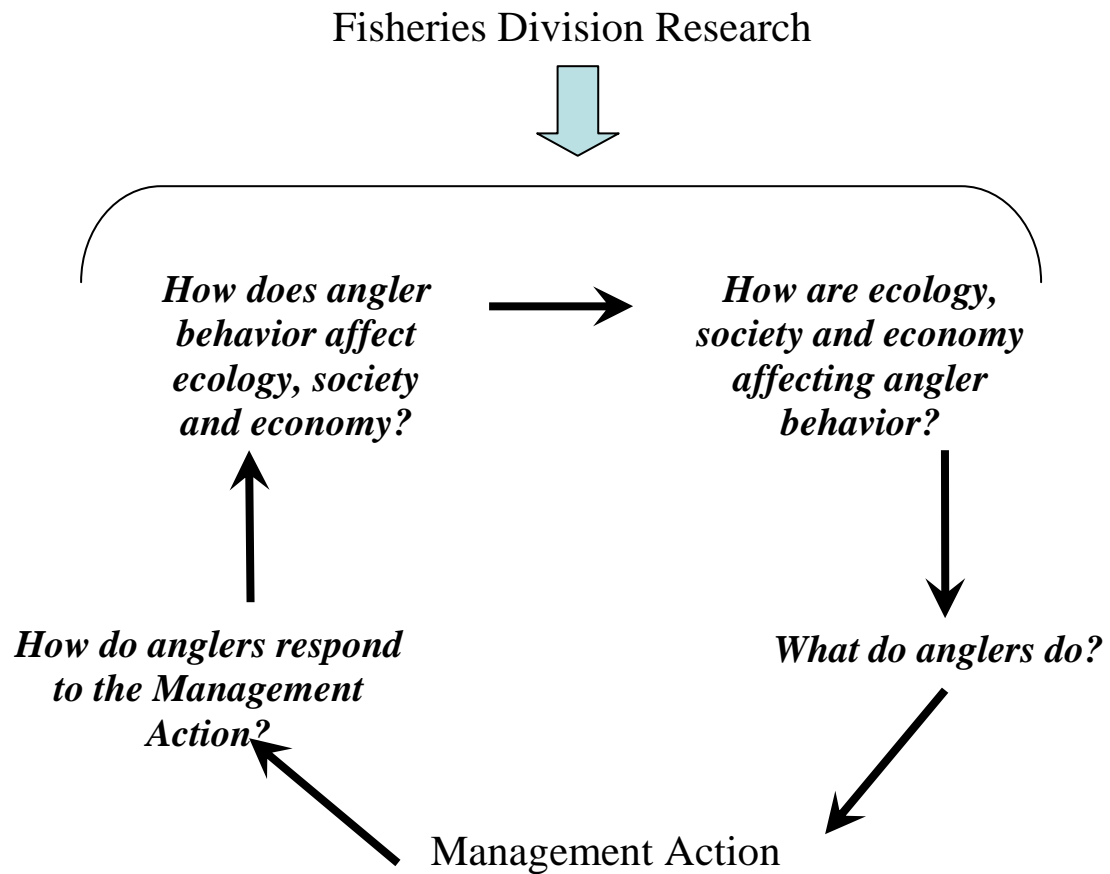 Fisheries Division Research
How does angler
behavior affect
ecology, society
and economy?
How are ecology,
society and economy
affecting angler
behavior?
How do anglers respond
to the Management
Action?
What do anglers do?
Management Action